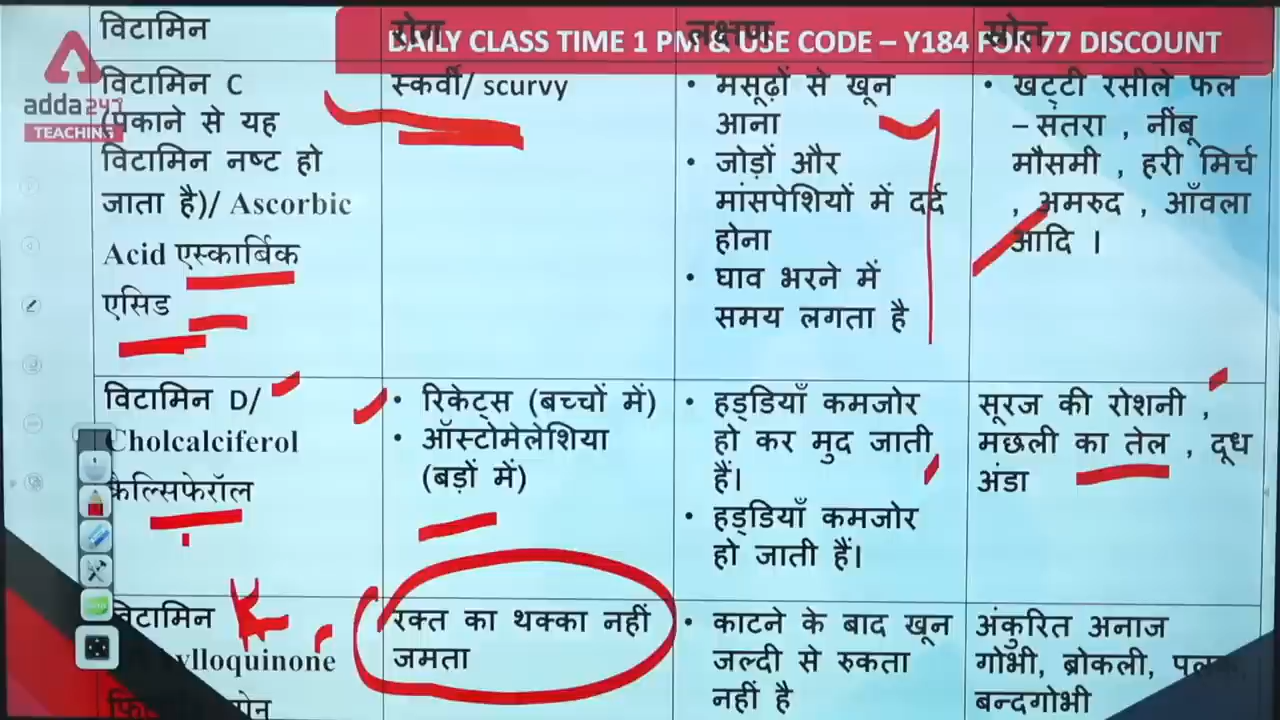 विटामिन
रोग
लक्षण
स्रोत
DAILY CLASS TIME 1 PM & USE CODE – Y184 FOR 77 DISCOUNT
adda247
TEACHING
विटामिन C
(पकाने से यह
विटामिन नष्ट हो
जाता है)/ Ascorbic
Acid एस्कार्बिक
एसिड
स्कर्वी/ scurvy
• मसूढ़ों से खून
आना
• जोड़ों और
मांसपेशियों में दर्द
होना
• घाव भरने में
समय लगता है
• खट्टी रसीले फल
– संतरा , नींबू
मौसमी , हरी मिर्च
, अमरुद , आँवला
आदि ।
विटामिन D/
Cholcalciferol
कैल्सिफेरॉल
• रिकेट्स (बच्चों में)
• ऑस्टोमेलेशिया
(बड़ों में)
• हड्डियाँ कमजोर
हो कर मुद जाती
हैं।
• हड्डियाँ कमजोर
हो जाती हैं।
सूरज की रोशनी ,
मछली का तेल , दूध
अंडा
विटामिन K
ylloquinone
रक्त का थक्का नहीं
जमता
• काटने के बाद खून
जल्दी से रुकता
नहीं है
अंकुरित अनाज
गोभी, ब्रोकली,
बन्दगोभी